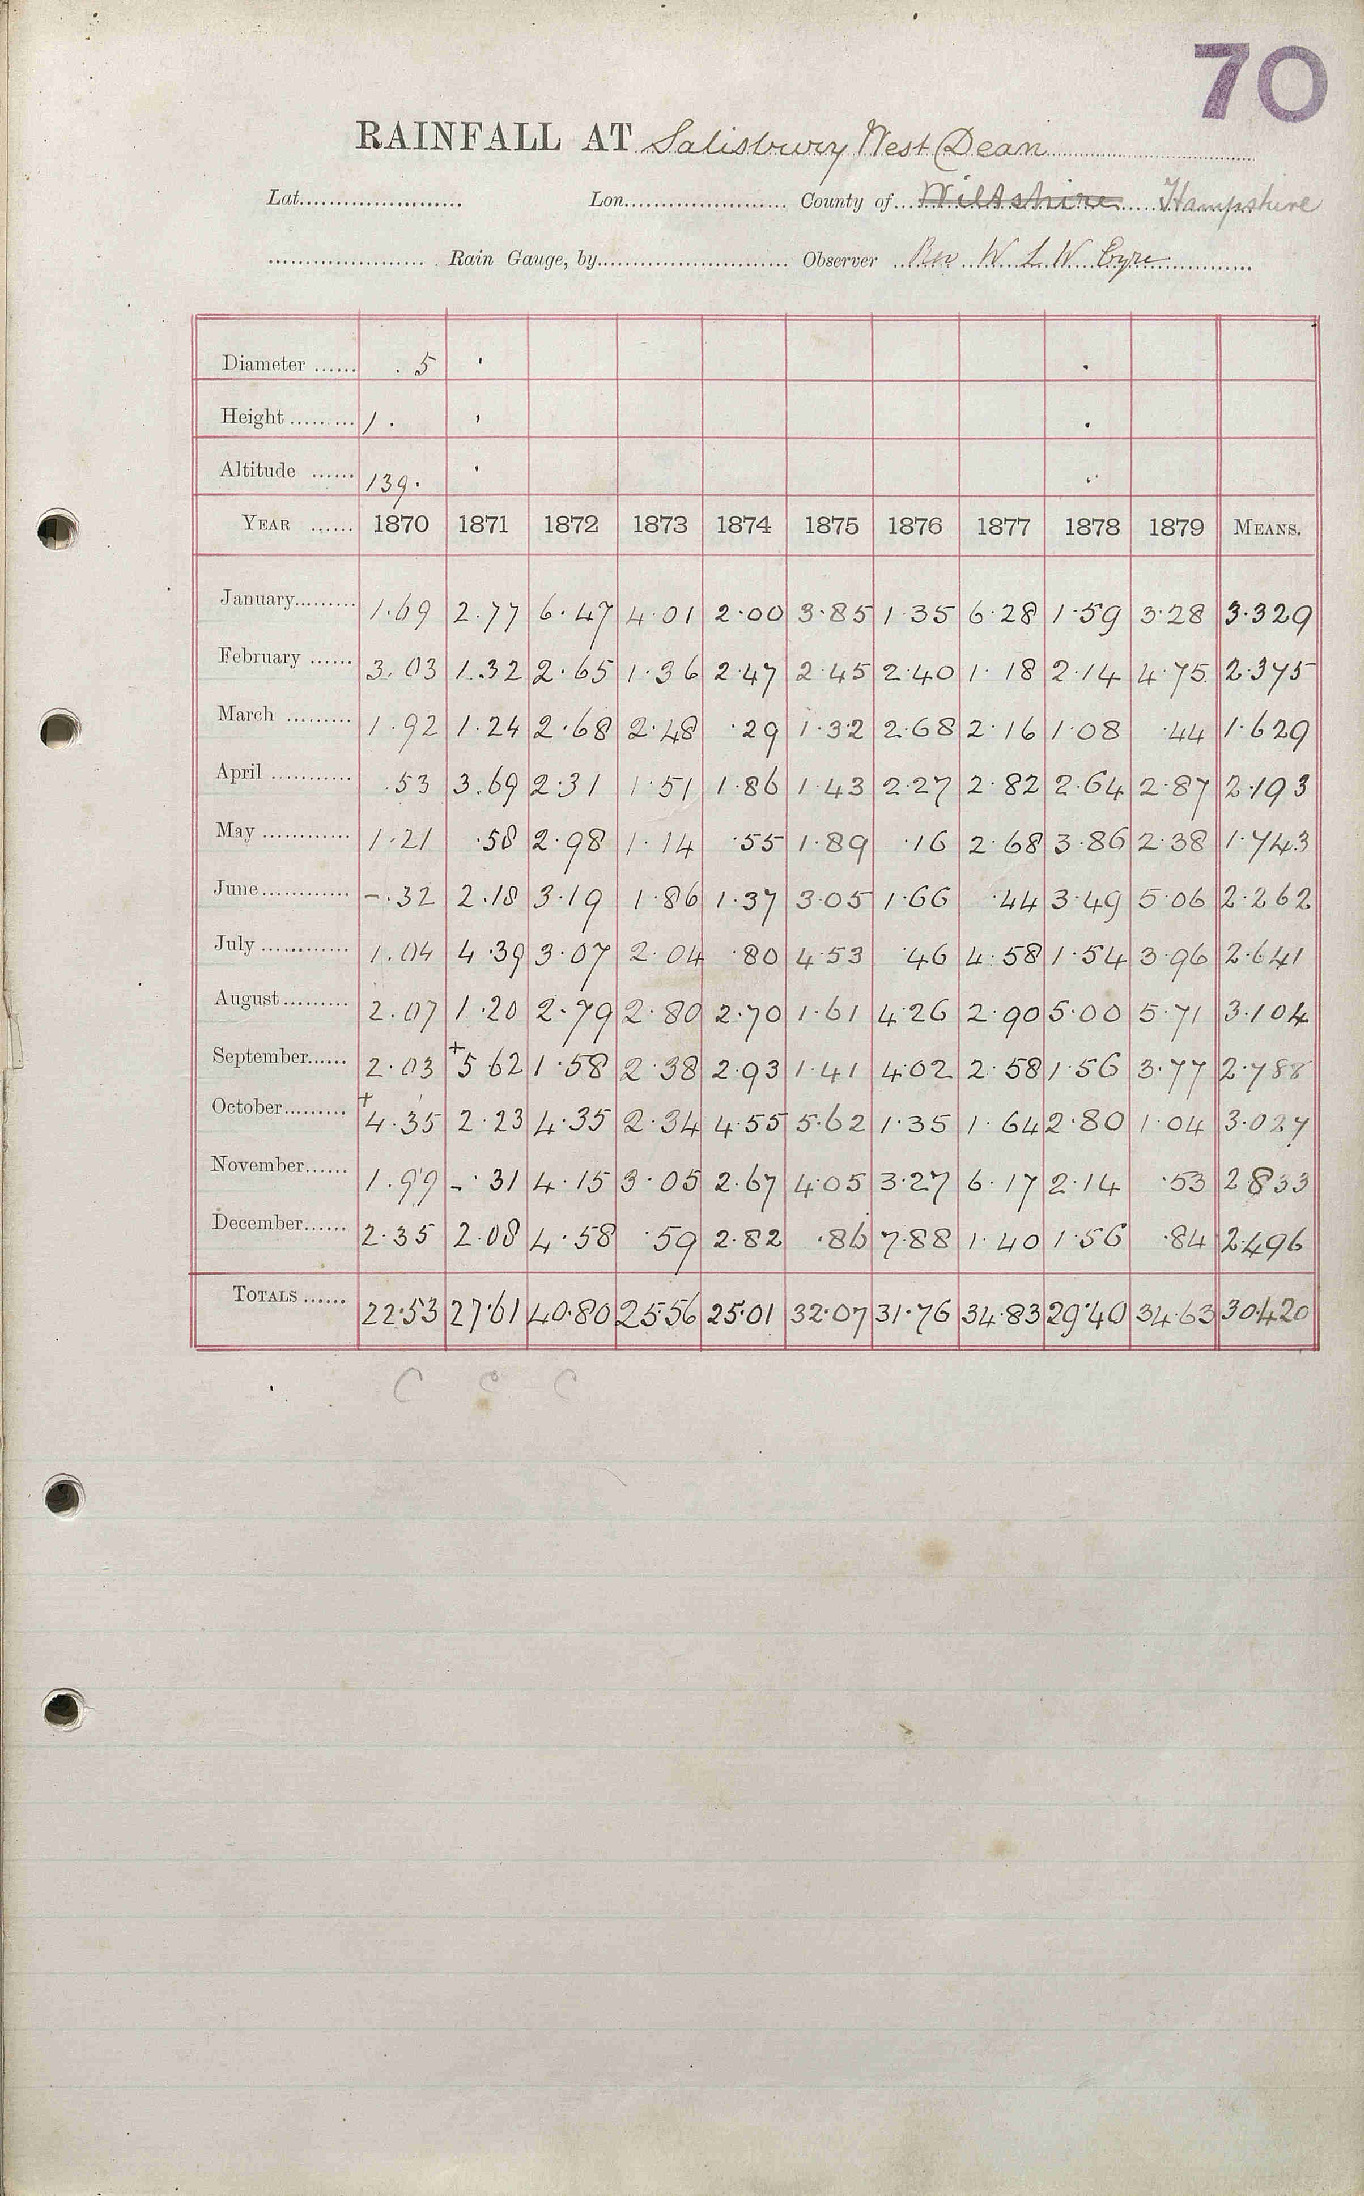 70
RAINFALL AT Salisbury West Dean
Lat. Lon. County of Wiltshire Hampshire
Rain Gauge, by Observer Rev W L W Eyre
Diameter 5
Height 1.
Altitude 139.
YEAR 1870 1871 1872 1873 1874 1875 1876 1877 1878 1879 MEANS.
January 1.69 2.77 6.47 4.01 2.00 3.85 1.35 6.28 1.59 3.28 3.329
February 3.03 1.32 2.65 1.36 2.47 2.45 2.40 1.18 2.14 4.75 2.375
March 1.92 1.24 2.68 2.48 .29 1.32 2.68 2.16 1.08 .44 1.629
April .53 3.69 2.31 1.51 1.86 1.43 2.27 2.82 2.64 2.87 2.193
May 1.21 .58 2.98 1.14 .55 1.89 .16 2.68 3.86 2.38 1.743
June -.32 2.18 3.19 1.86 1.37 3.05 1.66 .44 3.49 5.06 2.262
July 1.04 4.39 3.07 2.04 .80 4.53 .46 4.58 1.54 3.96 2.641
August 2.07 1.20 2.79 2.80 2.70 1.61 4.26 2.90 5.00 5.71 3.104
September 2.03 +5.62 1.58 2.38 2.93 1.41 4.02 2.58 1.56 3.77 2.788
October +4.35 2.23 4.35 2.34 4.55 5.62 1.35 1.64 2.80 1.04 3.027
November 1.99 -.31 4.15 3.05 2.67 4.05 3.27 6.17 2.14 .53 2.833
December 2.35 2.08 4.58 .59 2.82 .86 7.88 1.40 1.56 .84 2.496
TOTALS 22.53 27.61 40.80 25.56 25.01 32.07 31.76 34.83 29.40 34.63 30.420
C C C